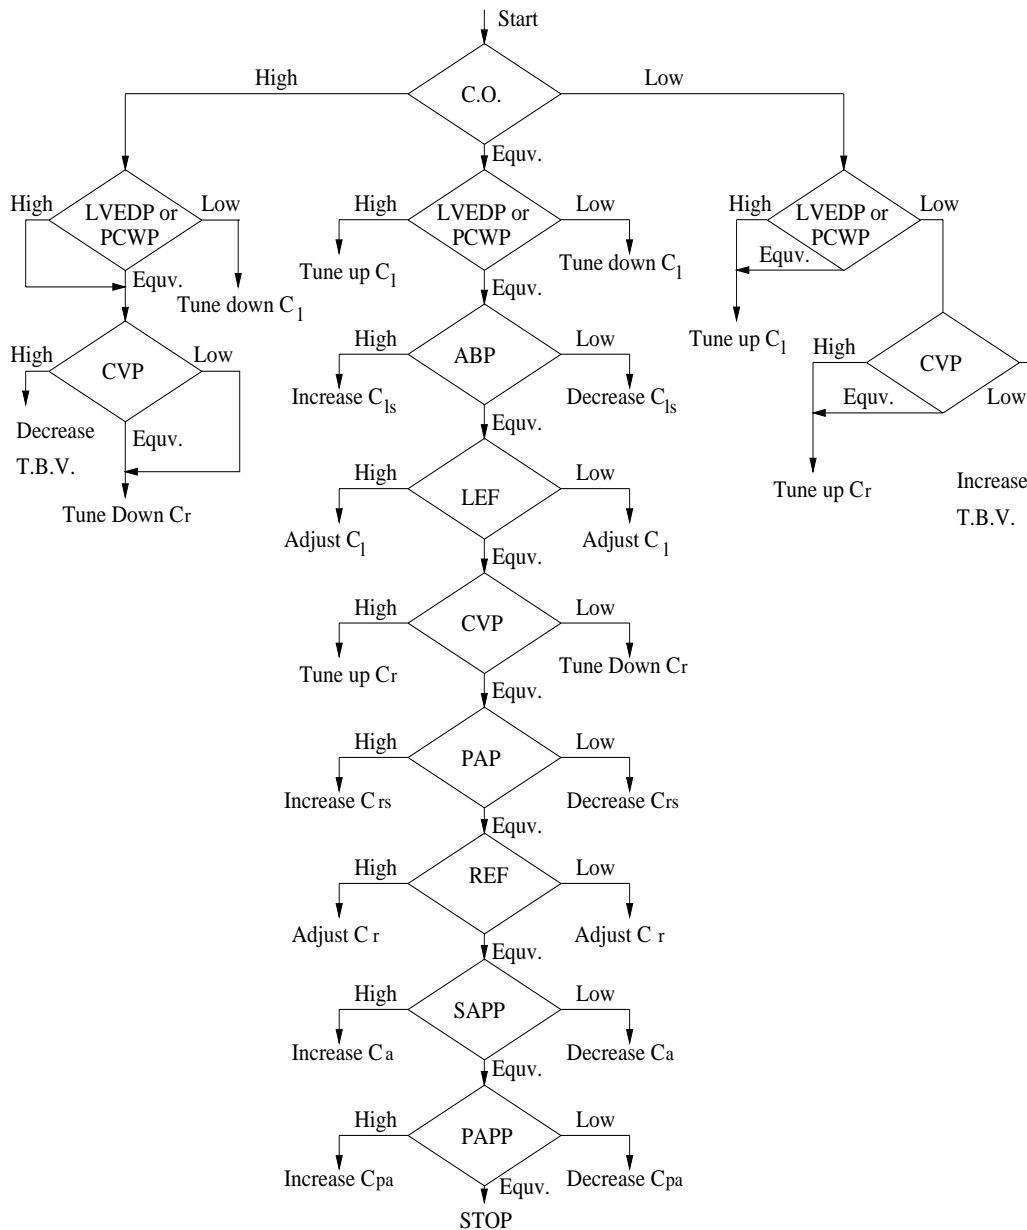 Start
High
C.O.
Low
Equv.
High
LVEDP or
PCWP
Low
Equv.
Tune down C l
High
LVEDP or
PCWP
Low
Tune up C l
Tune down C l
Equv.
High
LVEDP or
PCWP
Low
Equv.
Tune up C l
High
CVP
Low
Decrease
T.B.V.
Equv.
Tune Down Cr
High
ABP
Low
Increase C ls
Decrease C ls
Equv.
High
CVP
Low
Equv.
Tune up Cr
Increase
T.B.V.
High
LEF
Low
Adjust C l
Adjust C l
Equv.
High
CVP
Low
Tune up Cr
Tune Down Cr
Equv.
High
PAP
Low
Increase C rs
Decrease Crs
Equv.
High
REF
Low
Adjust C r
Adjust C r
Equv.
High
SAPP
Low
Increase C a
Decrease C a
Equv.
High
PAPP
Low
Increase Cpa
Decrease Cpa
Equv.
STOP